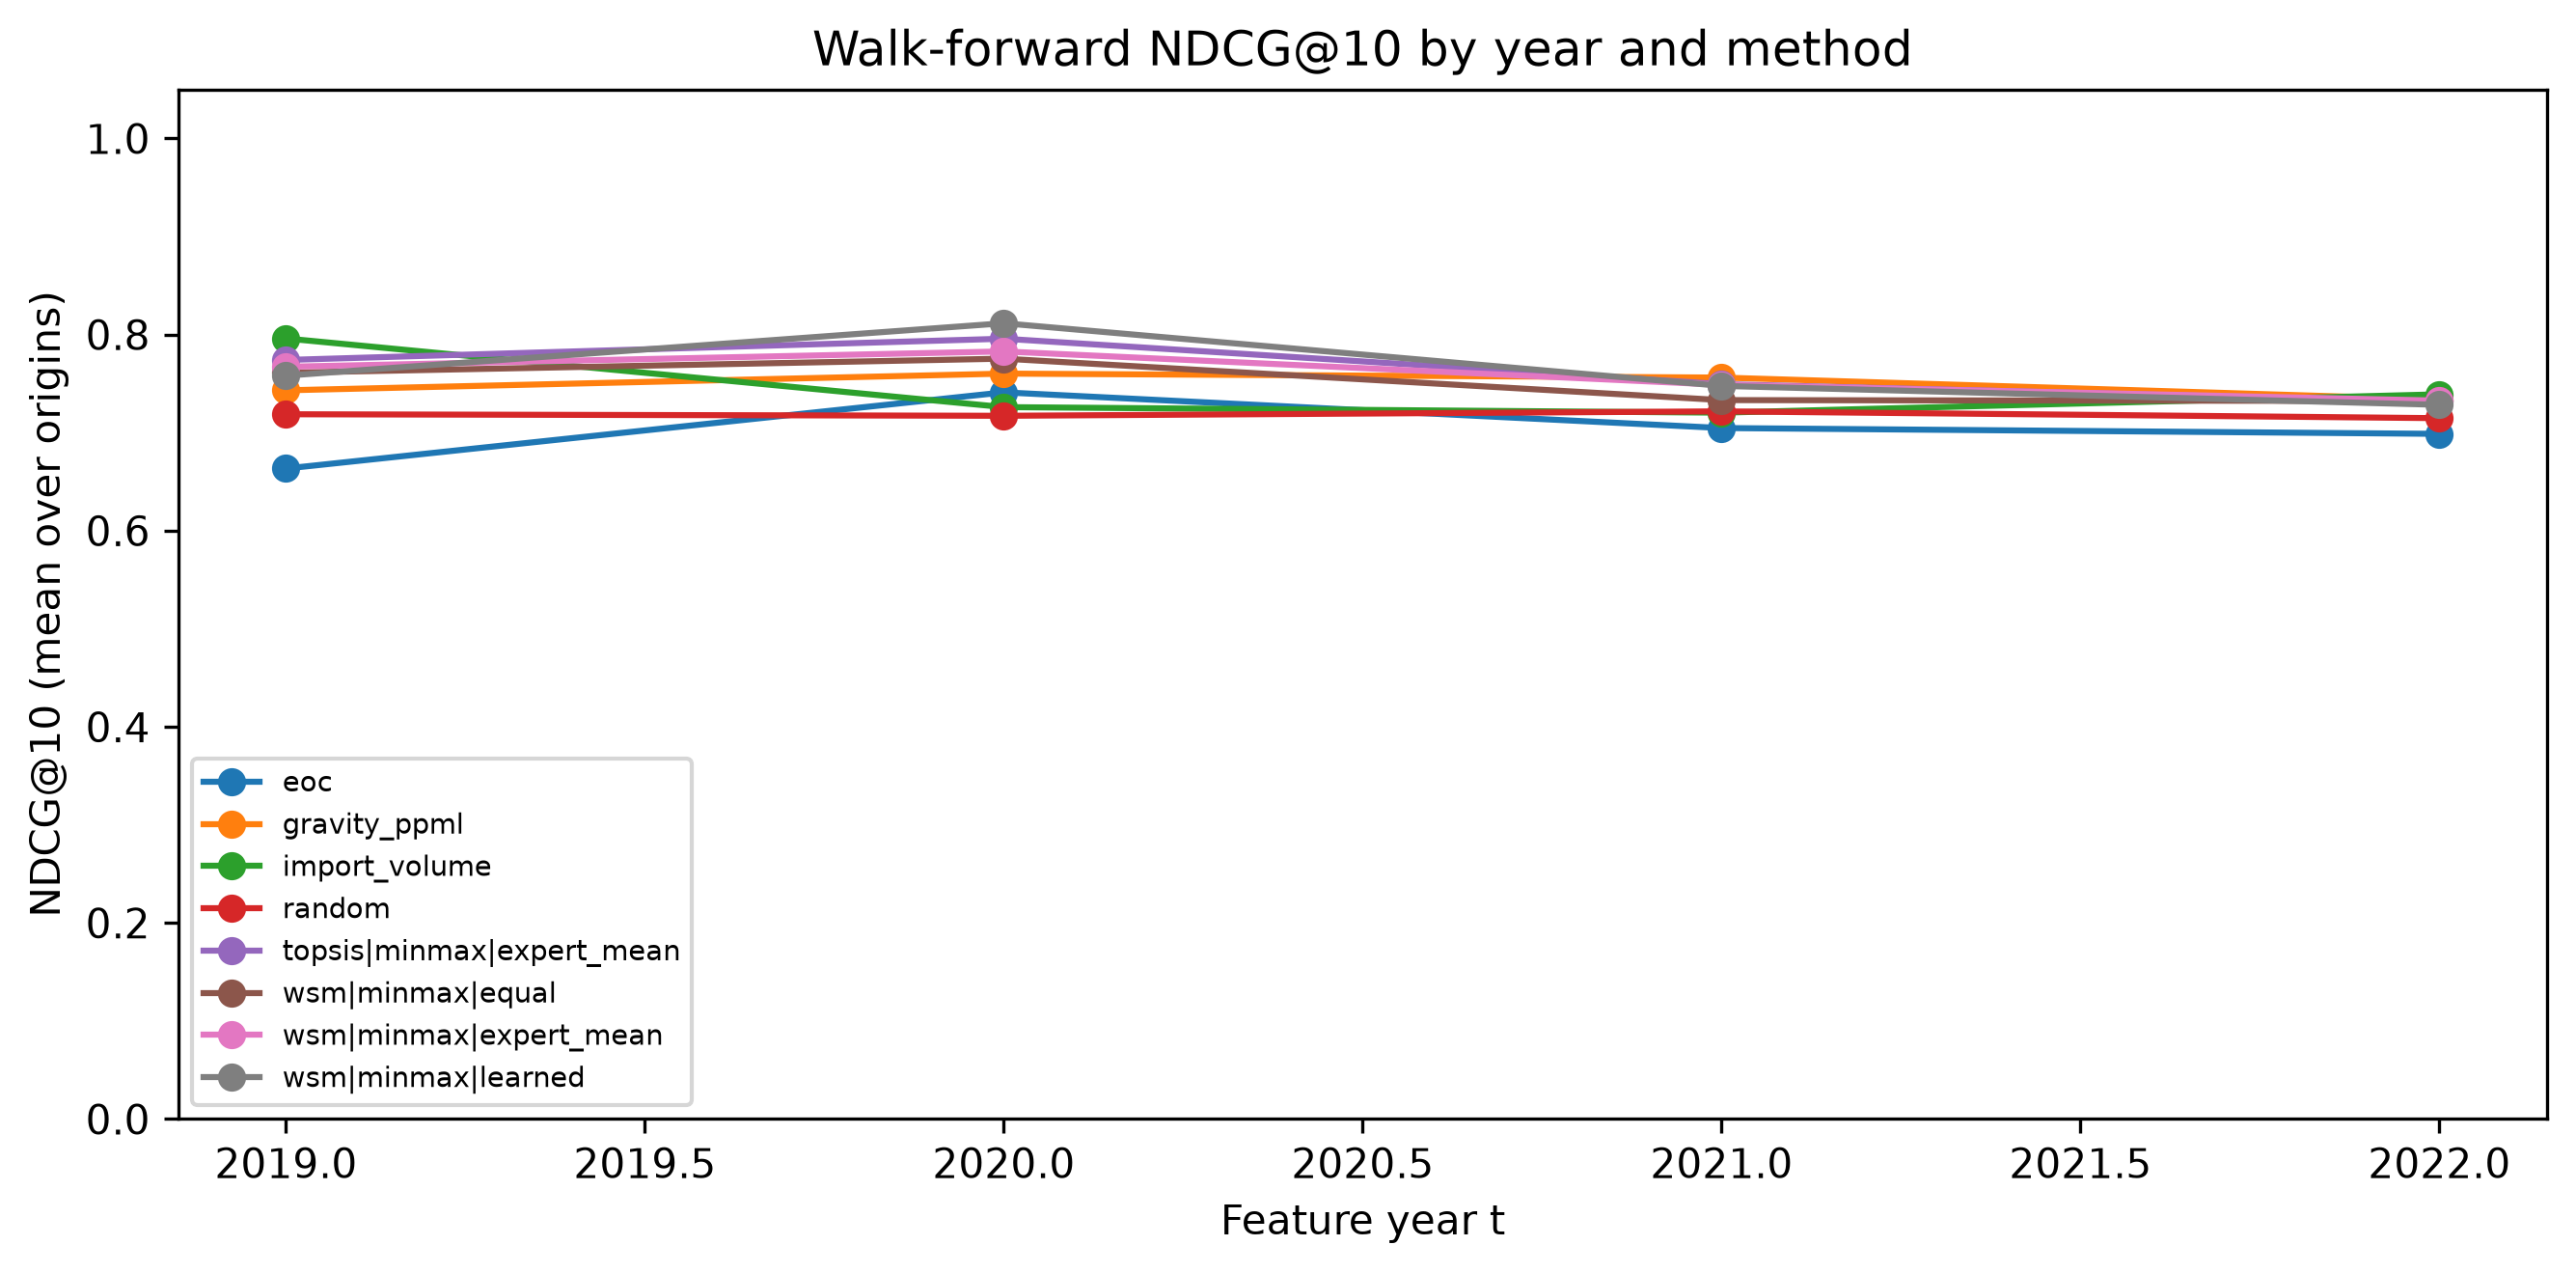 Walk-forward NDCG@10 by year and method
NDCG@10 (mean over origins)
1.0
0.8
0.6
0.4
0.2
0.0
eoc
gravity_ppml
import_volume
random
topsis|minmax|expert_mean
wsm|minmax|equal
wsm|minmax|expert_mean
wsm|minmax|learned
2019.0 2019.5 2020.0 2020.5 2021.0 2021.5 2022.0
Feature year t